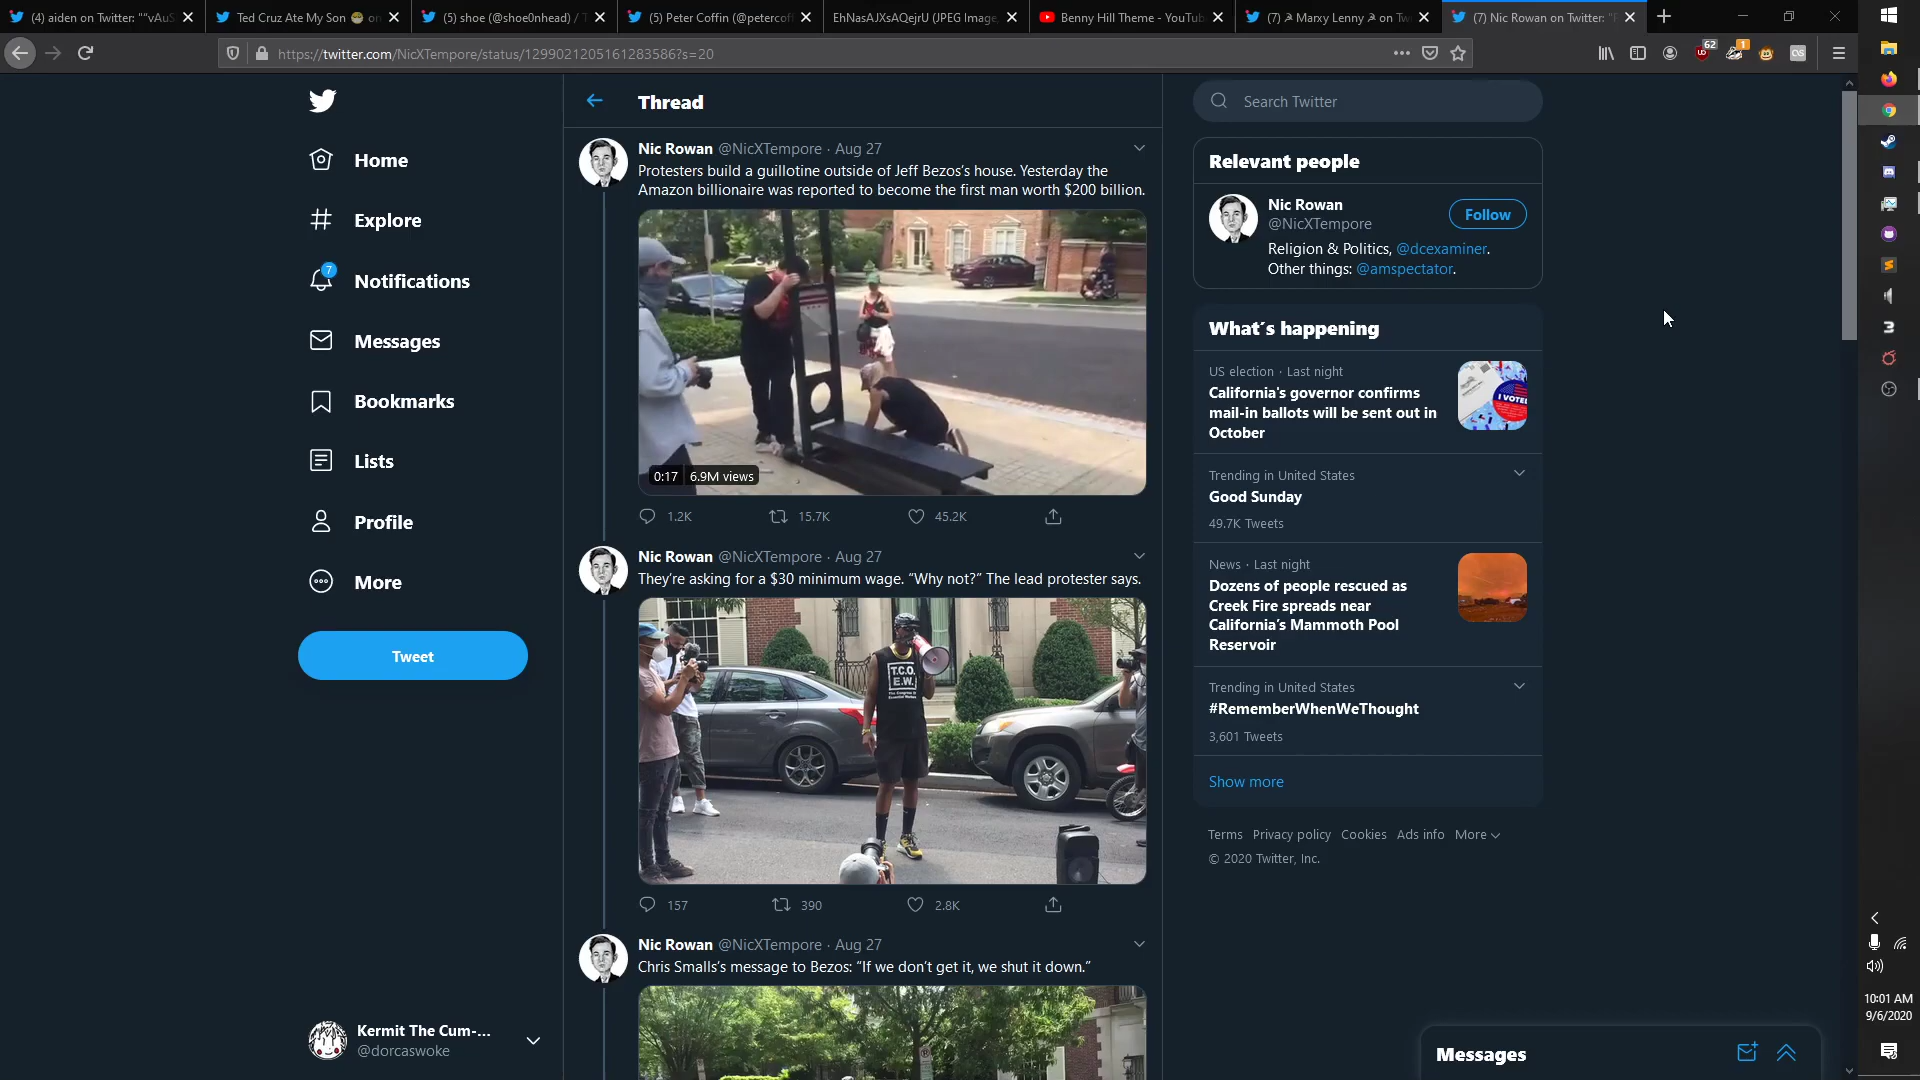 (4) aiden on Twitter: "“vAuS
Ted Cruz Ate My Son
on
(5) shoe (@shoe0nhead) / T
(5) Peter Coffin (@petercoff
EhNasAJXsAQejrU (JPEG Image,
Benny Hill Theme - YouTub
(7) ☭ Marxy Lenny ☭ on Tw
(7) Nic Rowan on Twitter: "P
https://twitter.com/NicXTempore/status/1299021205161283586?s=20
62
1
Home
Explore
7
Notifications
Messages
Bookmarks
Lists
Profile
More
Tweet
Kermit The Cum-...
@dorcaswoke
Thread
Nic Rowan @NicXTempore · Aug 27
Protesters build a guillotine outside of Jeff Bezos’s house. Yesterday the
Amazon billionaire was reported to become the first man worth $200 billion.
0:17 6.9M views
1.2K 15.7K 45.2K
Nic Rowan @NicXTempore · Aug 27
They’re asking for a $30 minimum wage. “Why not?” The lead protester says.
T.C.O.
E.W.
157 390 2.8K
Nic Rowan @NicXTempore · Aug 27
Chris Smalls’s message to Bezos: “If we don’t get it, we shut it down.”
Search Twitter
Relevant people
Nic Rowan
@NicXTempore
Follow
Religion & Politics, @dcexaminer.
Other things: @amspectator.
What’s happening
US election · Last night
California's governor confirms
mail-in ballots will be sent out in
October
I VOTE
Trending in United States
Good Sunday
49.7K Tweets
News · Last night
Dozens of people rescued as
Creek Fire spreads near
California’s Mammoth Pool
Reservoir
Trending in United States
#RememberWhenWeThought
3,601 Tweets
Show more
Terms Privacy policy Cookies Ads info More
© 2020 Twitter, Inc.
Messages
10:01 AM
9/6/2020